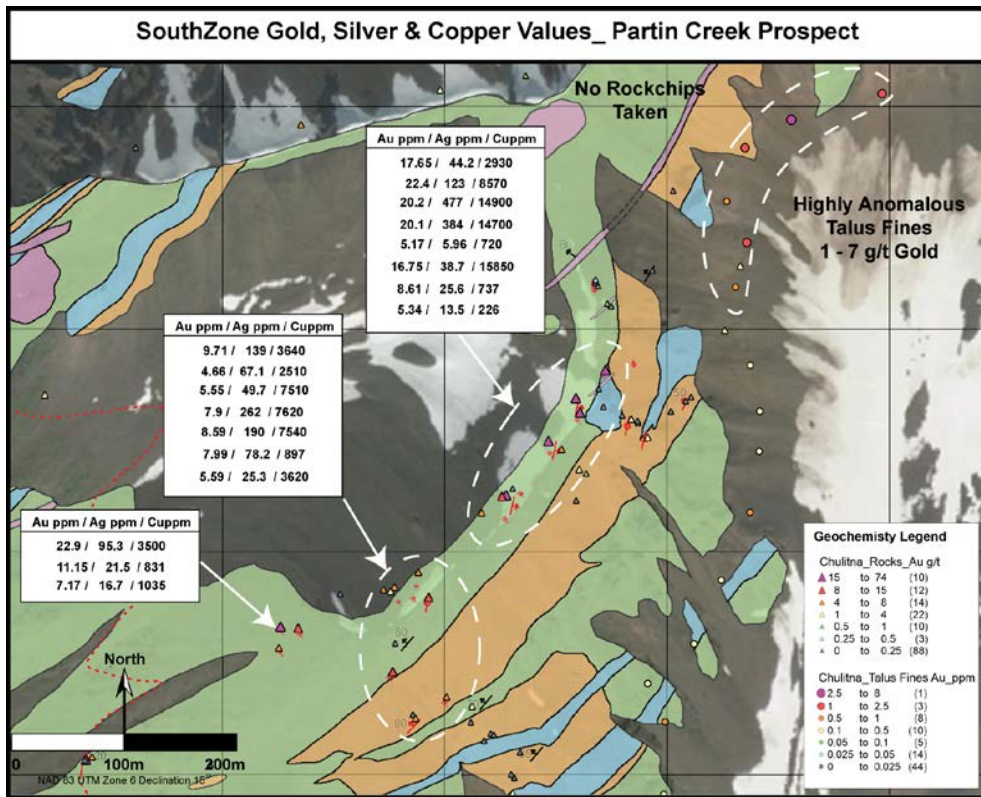 SouthZone Gold, Silver & Copper Values_ Partin Creek Prospect
No Rockchips
Taken
Au ppm / Ag ppm / Cuppm
17.65 / 44.2 / 2930
22.4 / 123 / 8570
20.2 / 477 / 14900
20.1 / 384 / 14700
5.17 / 5.96 / 720
16.75 / 38.7 / 15850
8.61 / 25.6 / 737
5.34 / 13.5 / 226
Highly Anomalous
Talus Fines
1 - 7 g/t Gold
Au ppm / Ag ppm / Cuppm
9.71 / 139 / 3640
4.66 / 67.1 / 2510
5.55 / 49.7 / 7510
7.9 / 262 / 7620
8.59 / 190 / 7540
7.99 / 78.2 / 897
5.59 / 25.3 / 3620
Au ppm / Ag ppm / Cuppm
22.9 / 95.3 / 3500
11.15 / 21.5 / 831
7.17 / 16.7 / 1035
80
80
North
0 100m 200m
NAD 83 UTM Zone 6 Declination 18°
Geochemisty Legend
Chulitna_Rocks_Au g/t
15 to 74 (10)
8 to 15 (12)
4 to 8 (14)
1 to 4 (22)
0.5 to 1 (10)
0.25 to 0.5 (3)
0 to 0.25 (88)
Chulitna_Talus Fines Au_ppm
2.5 to 8 (1)
1 to 2.5 (3)
0.5 to 1 (8)
0.1 to 0.5 (10)
0.05 to 0.1 (5)
0.025 to 0.05 (14)
0 to 0.025 (44)